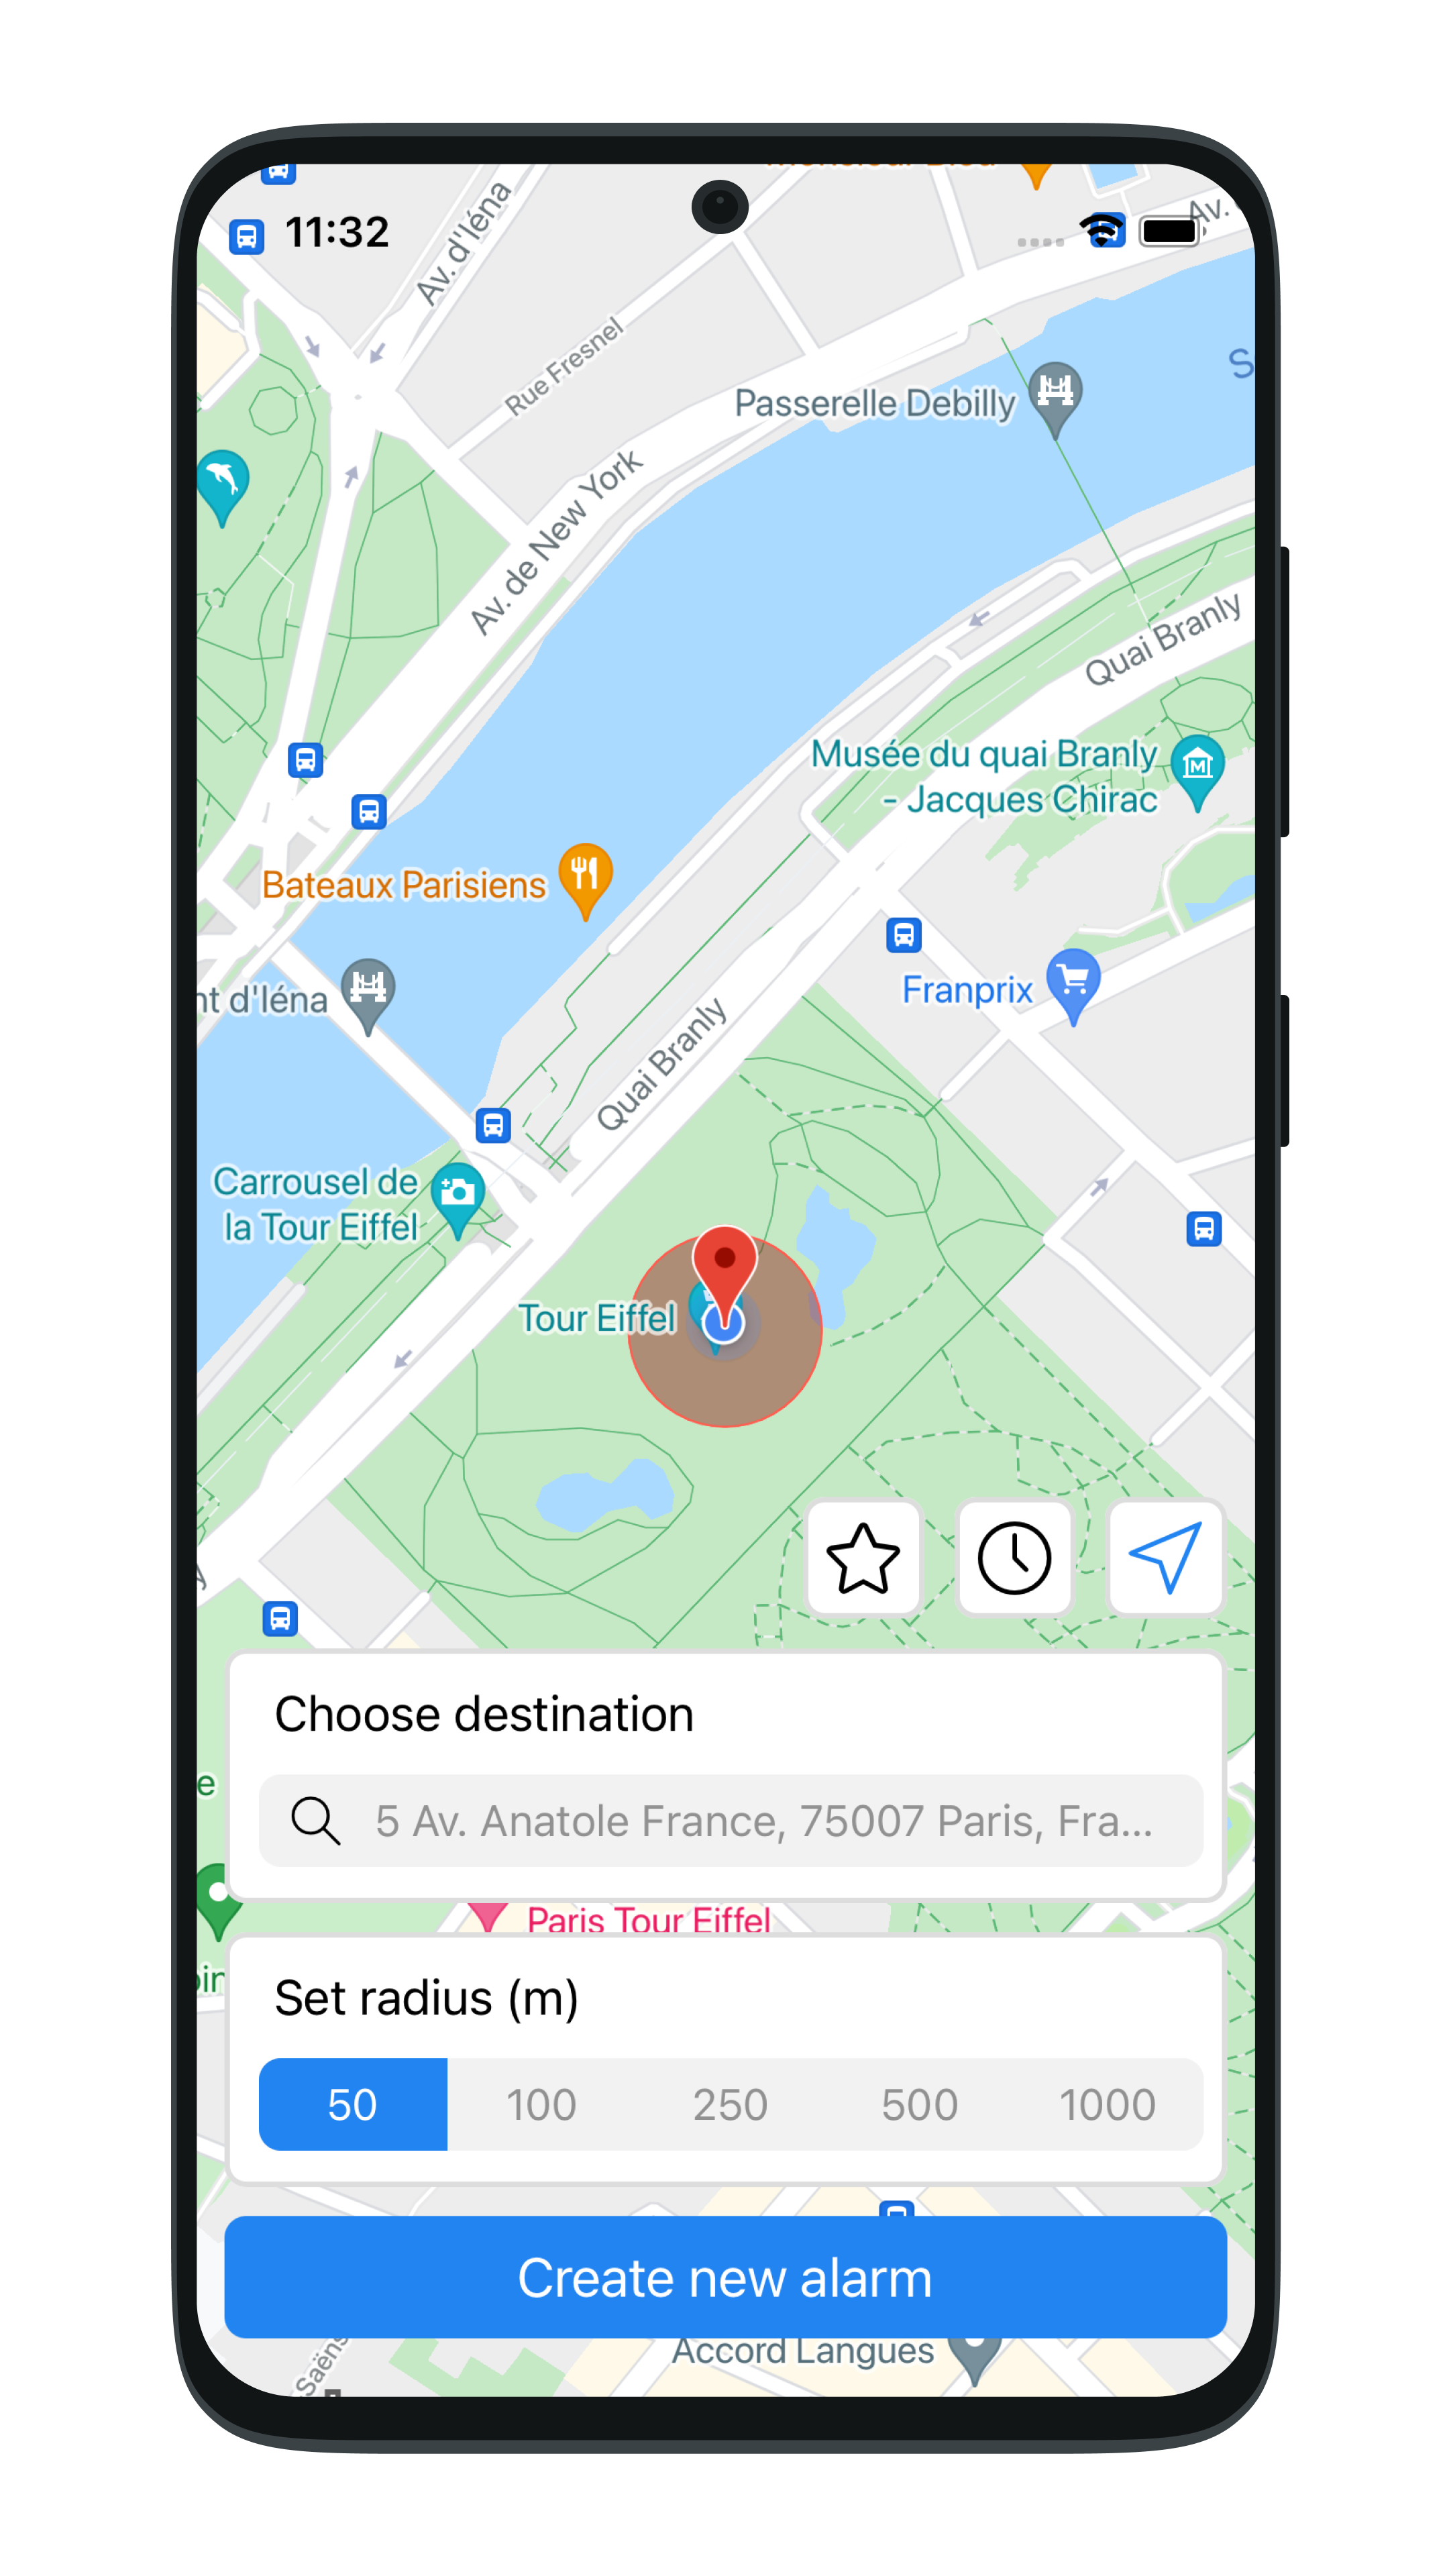 11:32
Av. d'Iéna
Av.
Rue Fresnel
Passerelle Debilly
S
Av. de New York
Quai Branly
Musée du quai Branly
- Jacques Chirac
M
Bateaux Parisiens
Franprix
nt d'Iéna
Quai Branly
Carrousel de
la Tour Eiffel
Tour Eiffel
y
Choose destination
e
5 Av. Anatole France, 75007 Paris, Fra...
Paris Tour Eiffel
Set radius (m)
50
100
250
500
1000
Create new alarm
Accord Langues
Saëns